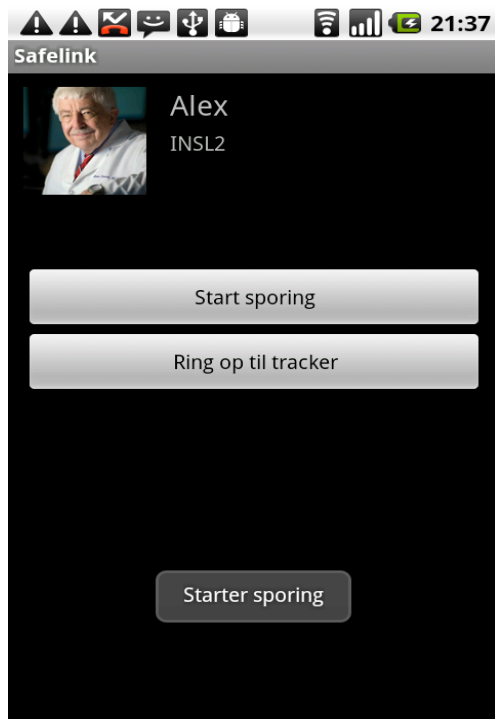 21:37
Safelink
Alex
INSL2
Start sporing
Ring op til tracker
Starter sporing